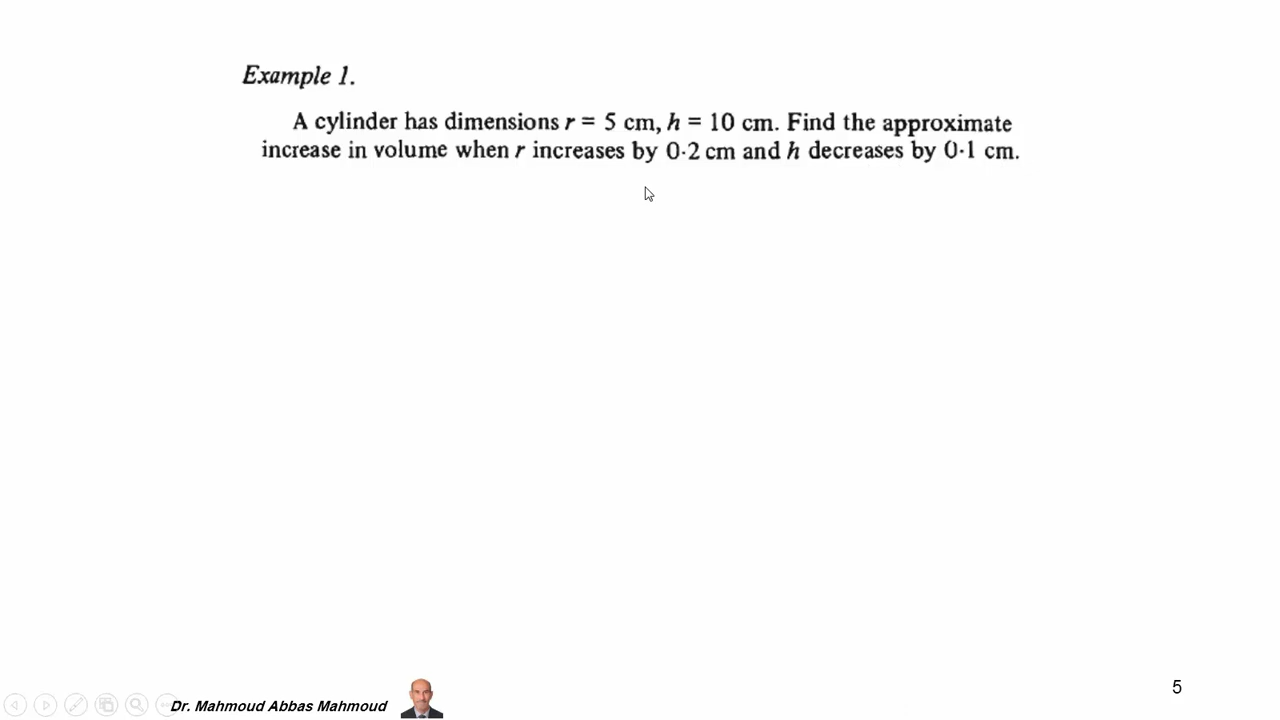 Example 1.
A cylinder has dimensions r = 5 cm, h = 10 cm. Find the approximate
increase in volume when r increases by 0·2 cm and h decreases by 0·1 cm.
Dr. Mahmoud Abbas Mahmoud
5